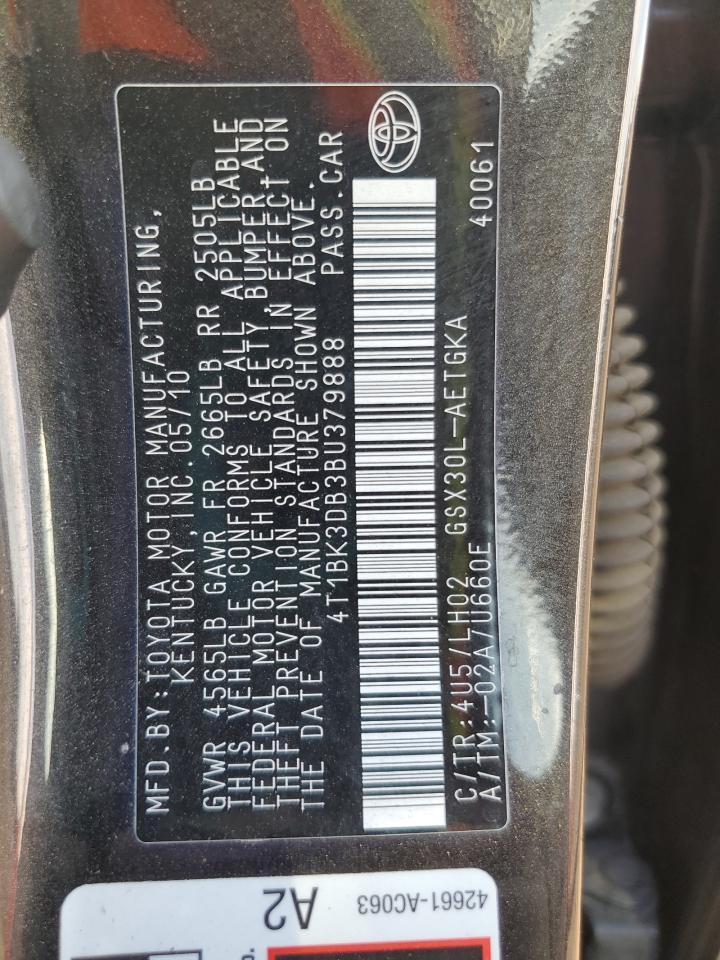 MFD.BY:TOYOTA MOTOR MANUFACTURING,
KENTUCKY,INC.05/10
GVWR 4565LB GAWR FR 2665LB RR 2505LB
THIS VEHICLE CONFORMS TO ALL APPLICABLE
FEDERAL MOTOR VEHICLE SAFETY, BUMPER,AND
THEFT PREVENTION STANDARDS IN EFFECT ON
THE DATE OF MANUFACTURE SHOWN ABOVE.
4T1BK3DB3BU379888 PASS.CAR
C/TR:4U5/LH02 GSX30L-AETGKA 40061
A/TM:-02A/U660E
42661-AC063
A2